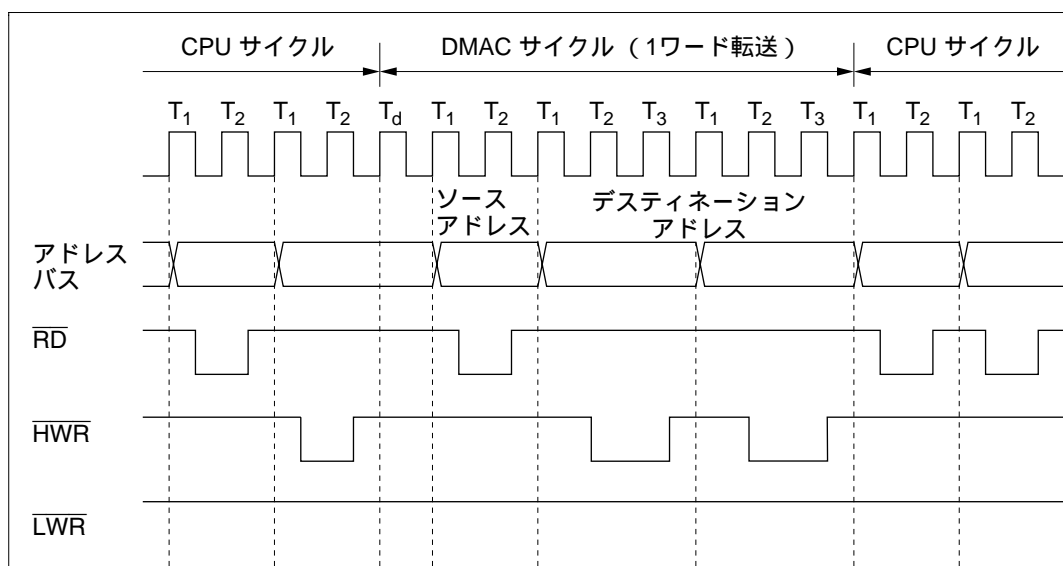 CPU サイクル DMAC サイクル（1ワード転送） CPU サイクル
T1 T2 T1 T2 Td T1 T2 T1 T2 T3 T1 T2 T3 T1 T2 T1 T2
ソース
アドレス
デスティネーション
アドレス
アドレス
バス
RD
HWR
LWR